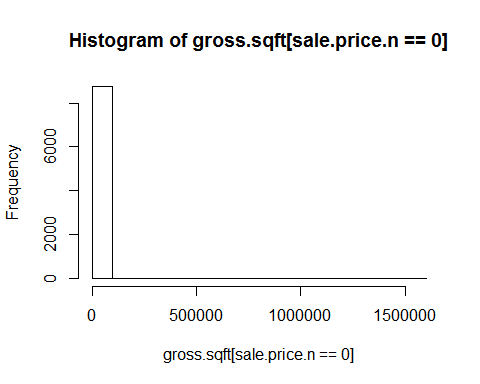 Histogram of gross.sqft[sale.price.n == 0]
Frequency
6000
2000
0
0
500000
1000000
1500000
gross.sqft[sale.price.n == 0]